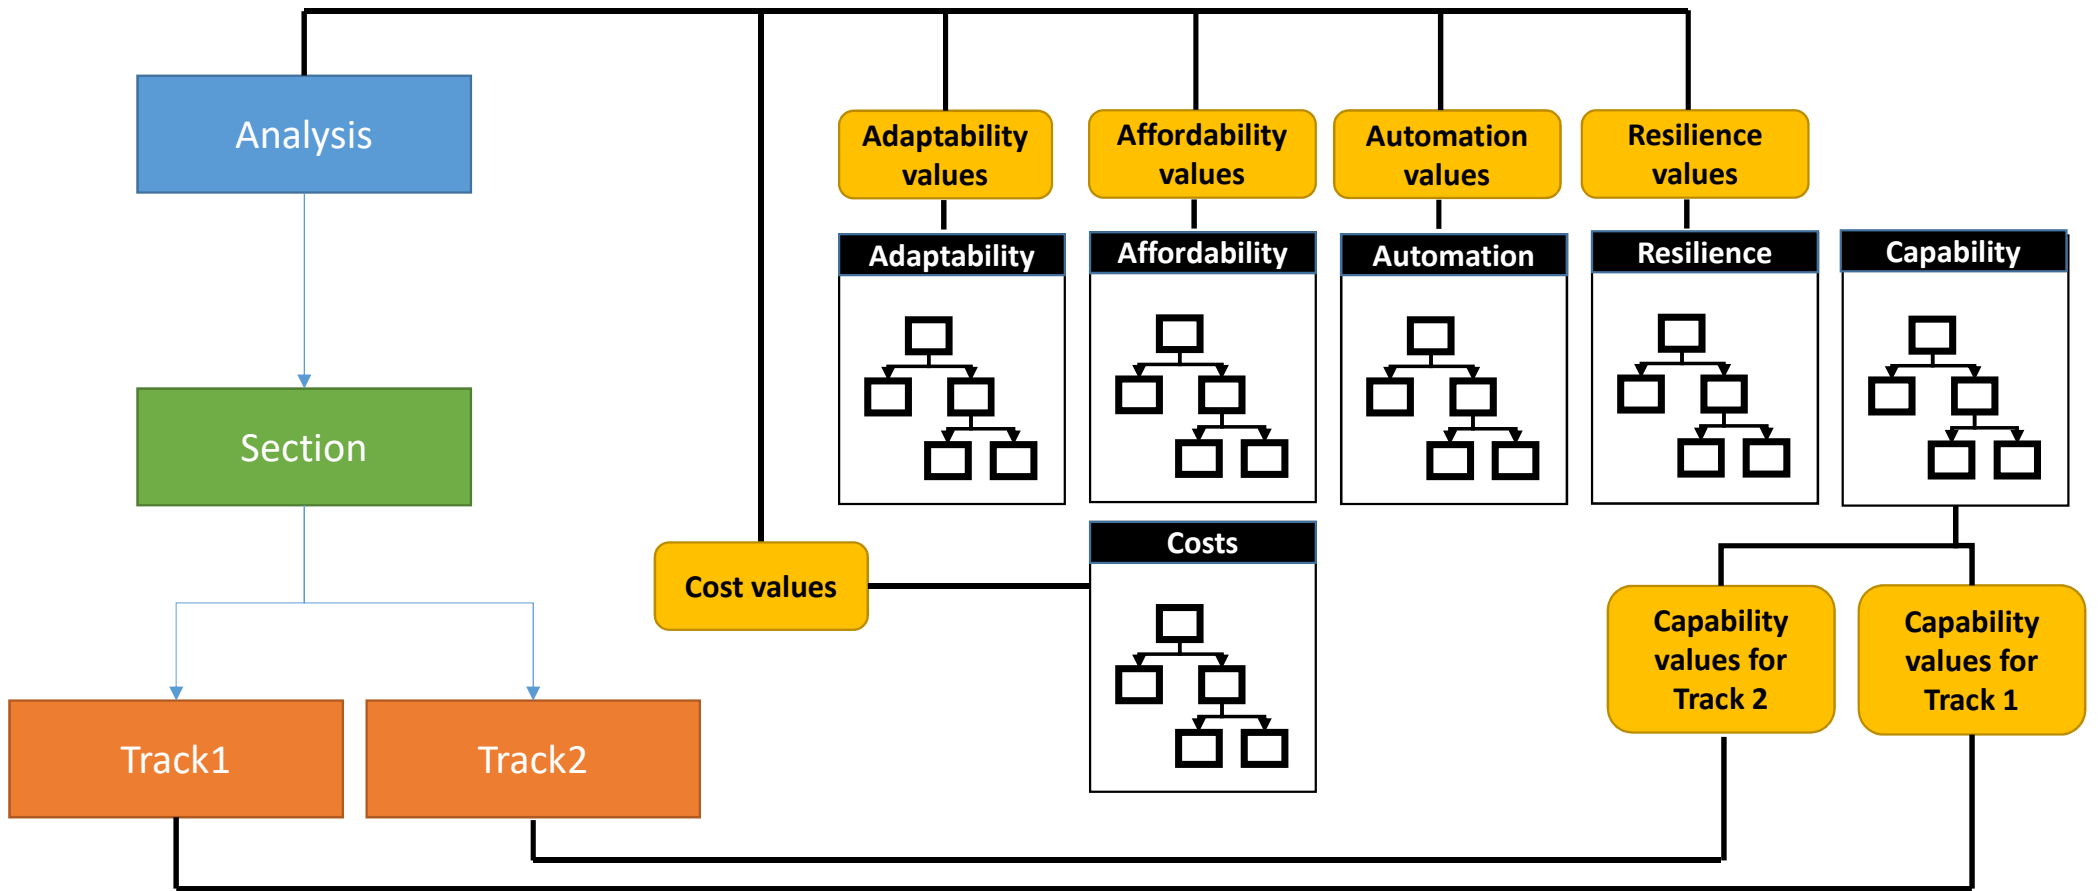 Analysis
Adaptability
values
Affordability
values
Automation
values
Resilience
values
Adaptability
Affordability
Automation
Resilience
Capability
Section
Costs
Cost values
Capability
values for
Track 2
Capability
values for
Track 1
Track1
Track2